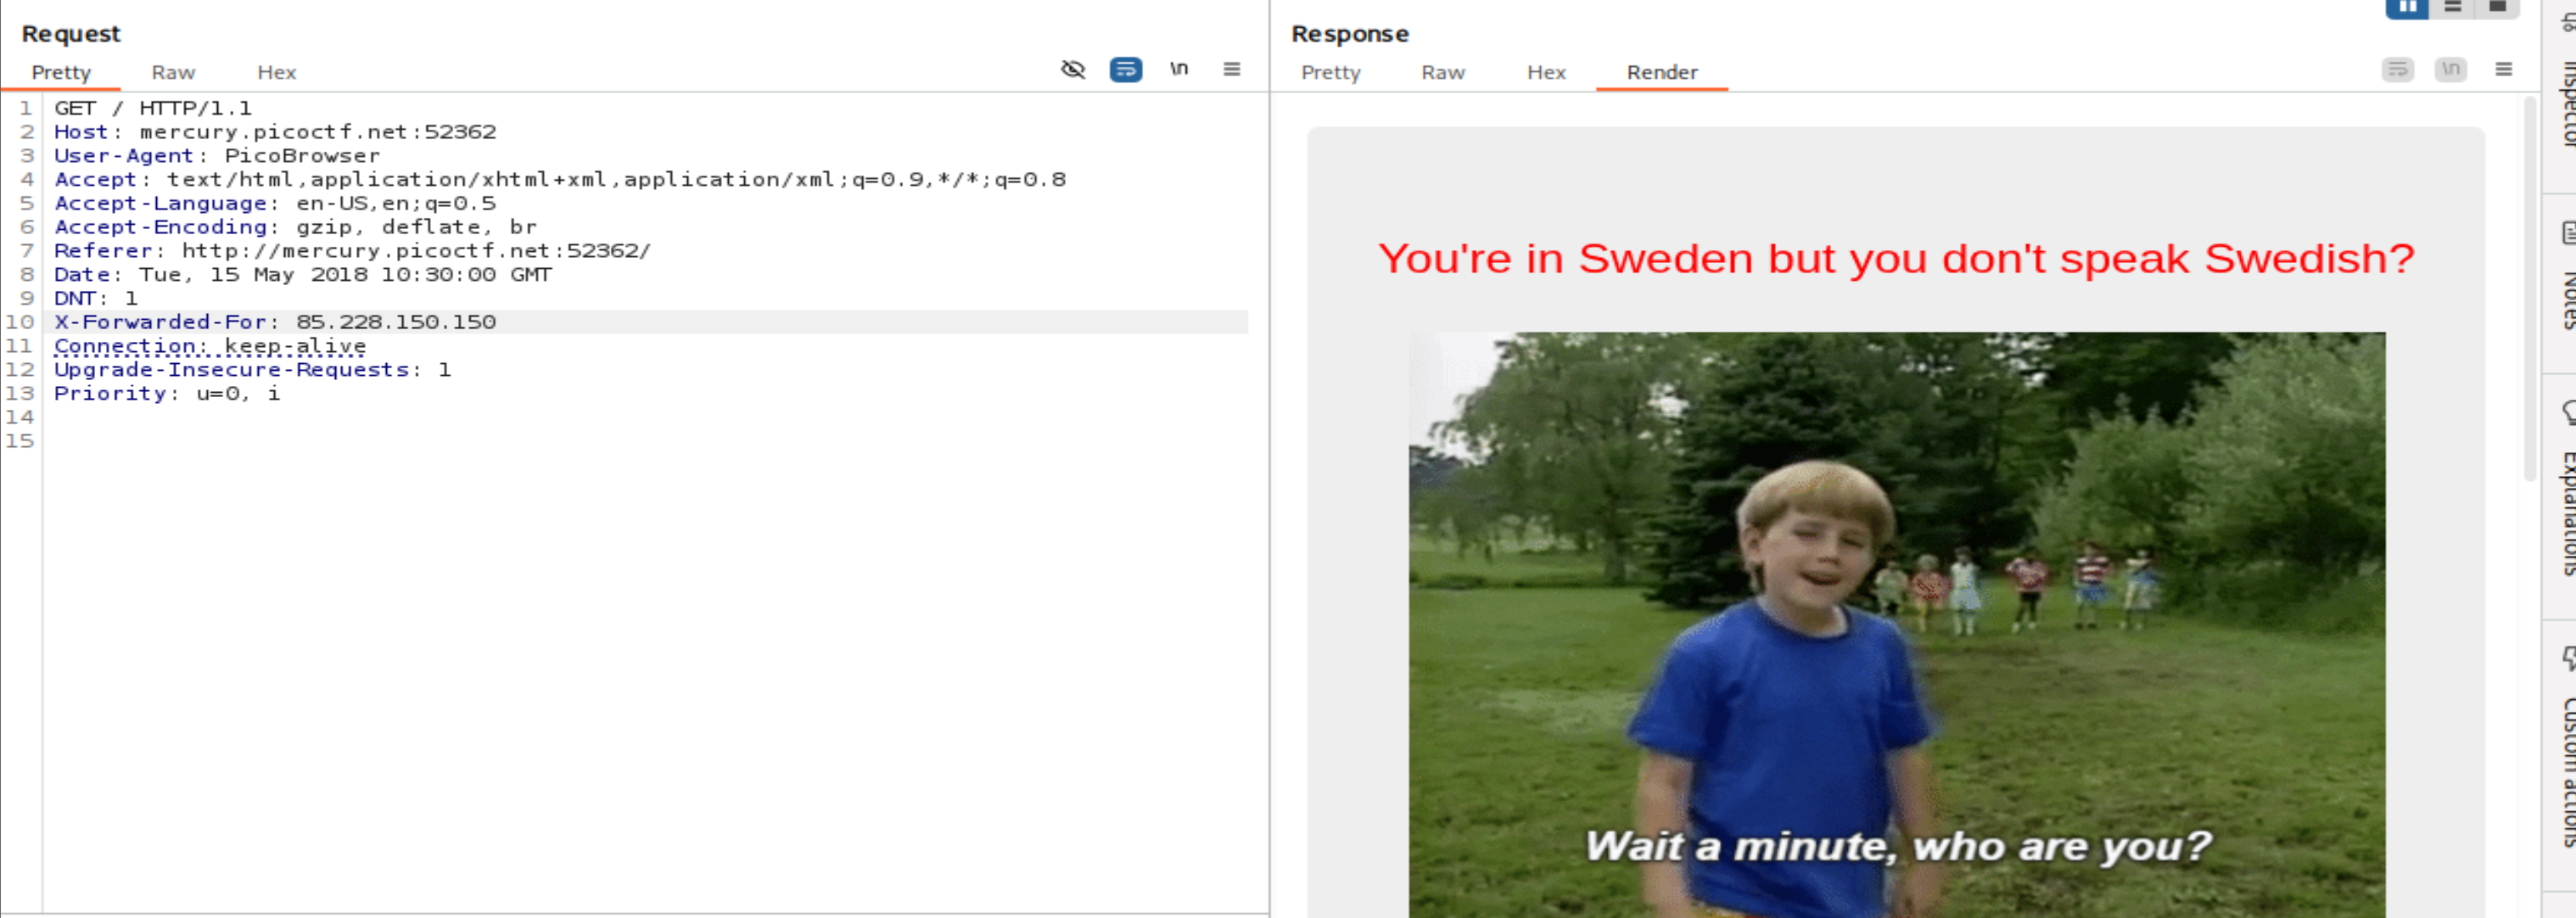 Request
Pretty Raw Hex \n
1 GET / HTTP/1.1
2 Host: mercury.picoctf.net:52362
3 User-Agent: PicoBrowser
4 Accept: text/html,application/xhtml+xml,application/xml;q=0.9,*/*;q=0.8
5 Accept-Language: en-US,en;q=0.5
6 Accept-Encoding: gzip, deflate, br
7 Referer: http://mercury.picoctf.net:52362/
8 Date: Tue, 15 May 2018 10:30:00 GMT
9 DNT: 1
10 X-Forwarded-For: 85.228.150.150
11 Connection: keep-alive
12 Upgrade-Insecure-Requests: 1
13 Priority: u=0, i
14
15
Response
Pretty Raw Hex Render \n
You're in Sweden but you don't speak Swedish?
Wait a minute, who are you?
Inspector
Notes
Explanations
Custom actions